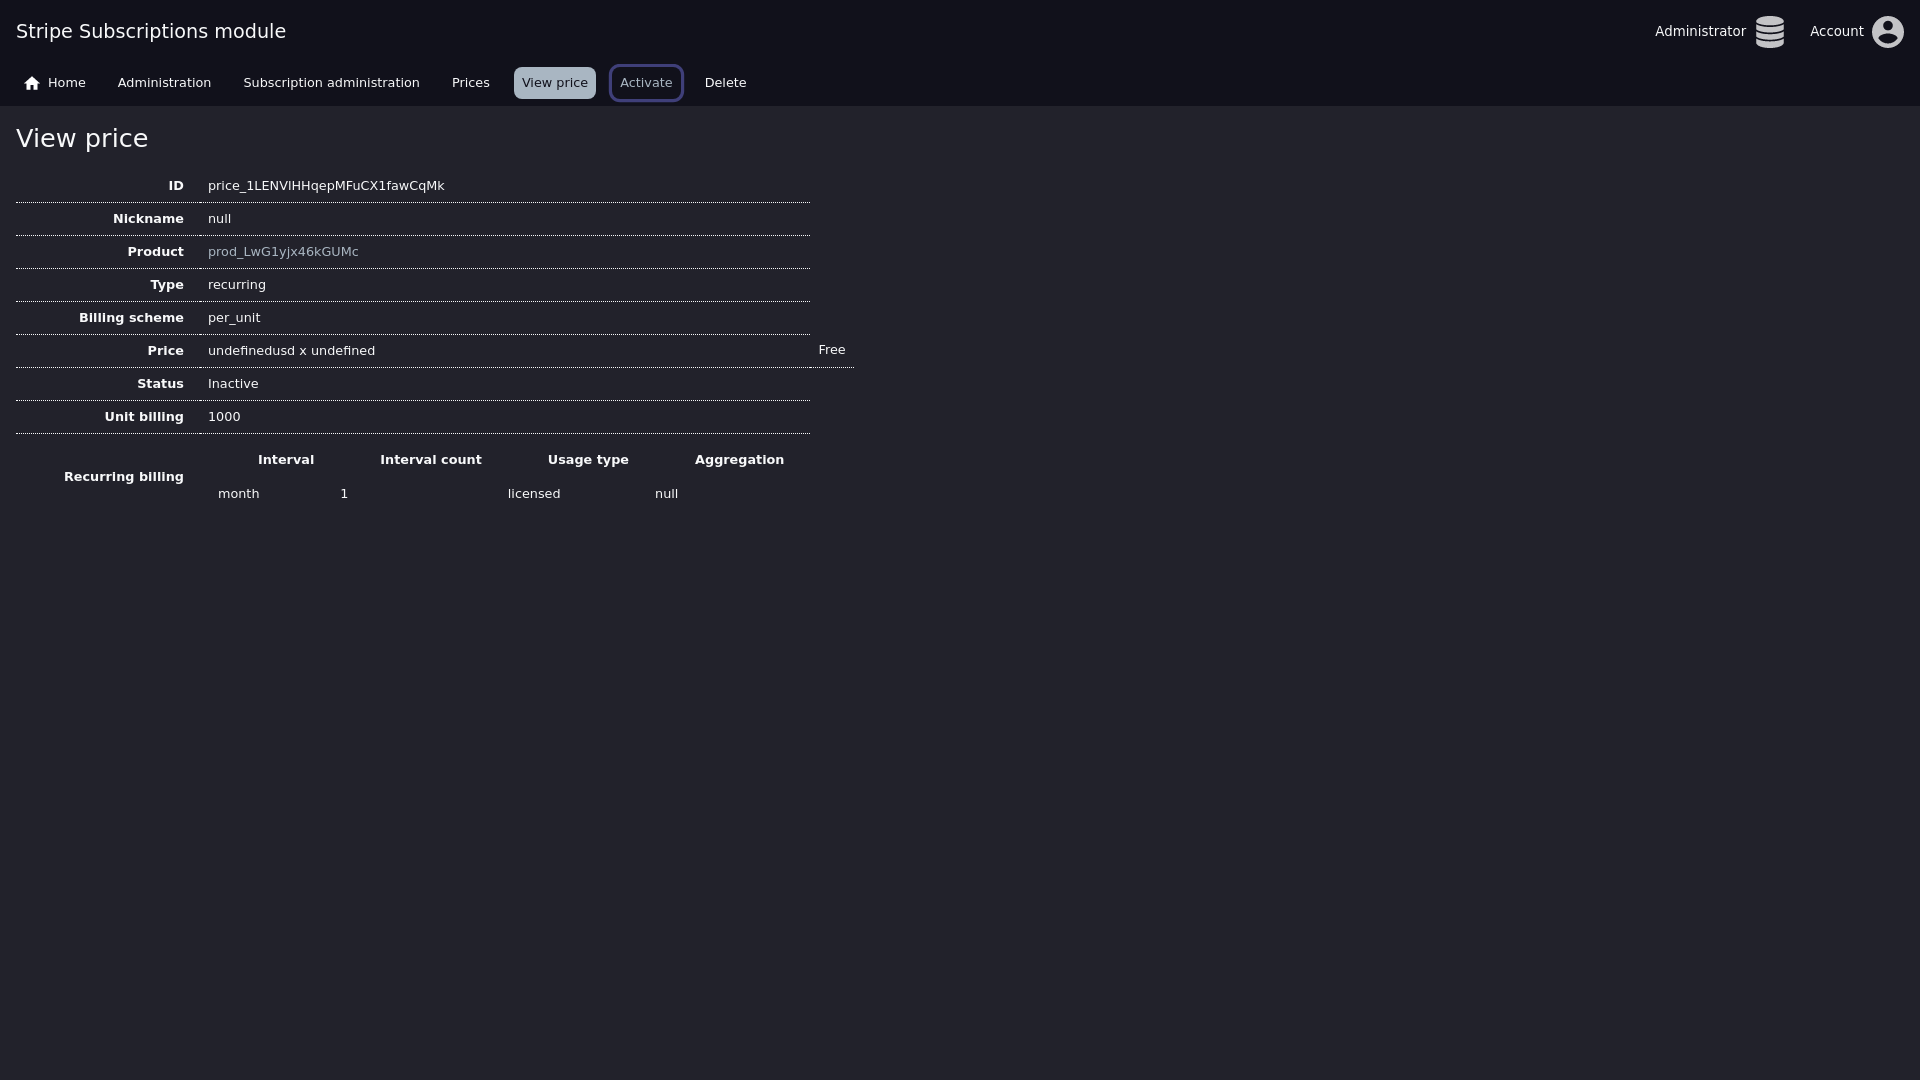 Stripe Subscriptions module
Administrator
Account
Home
Administration
Subscription administration
Prices
View price
Activate
Delete
View price
ID price_1LENVIHHqepMFuCX1fawCqMk
Nickname null
Product prod_LwG1yjx46kGUMc
Type recurring
Billing scheme per_unit
Price undefinedusd x undefined Free
Status Inactive
Unit billing 1000
Recurring billing
Interval Interval count Usage type Aggregation
month 1 licensed null